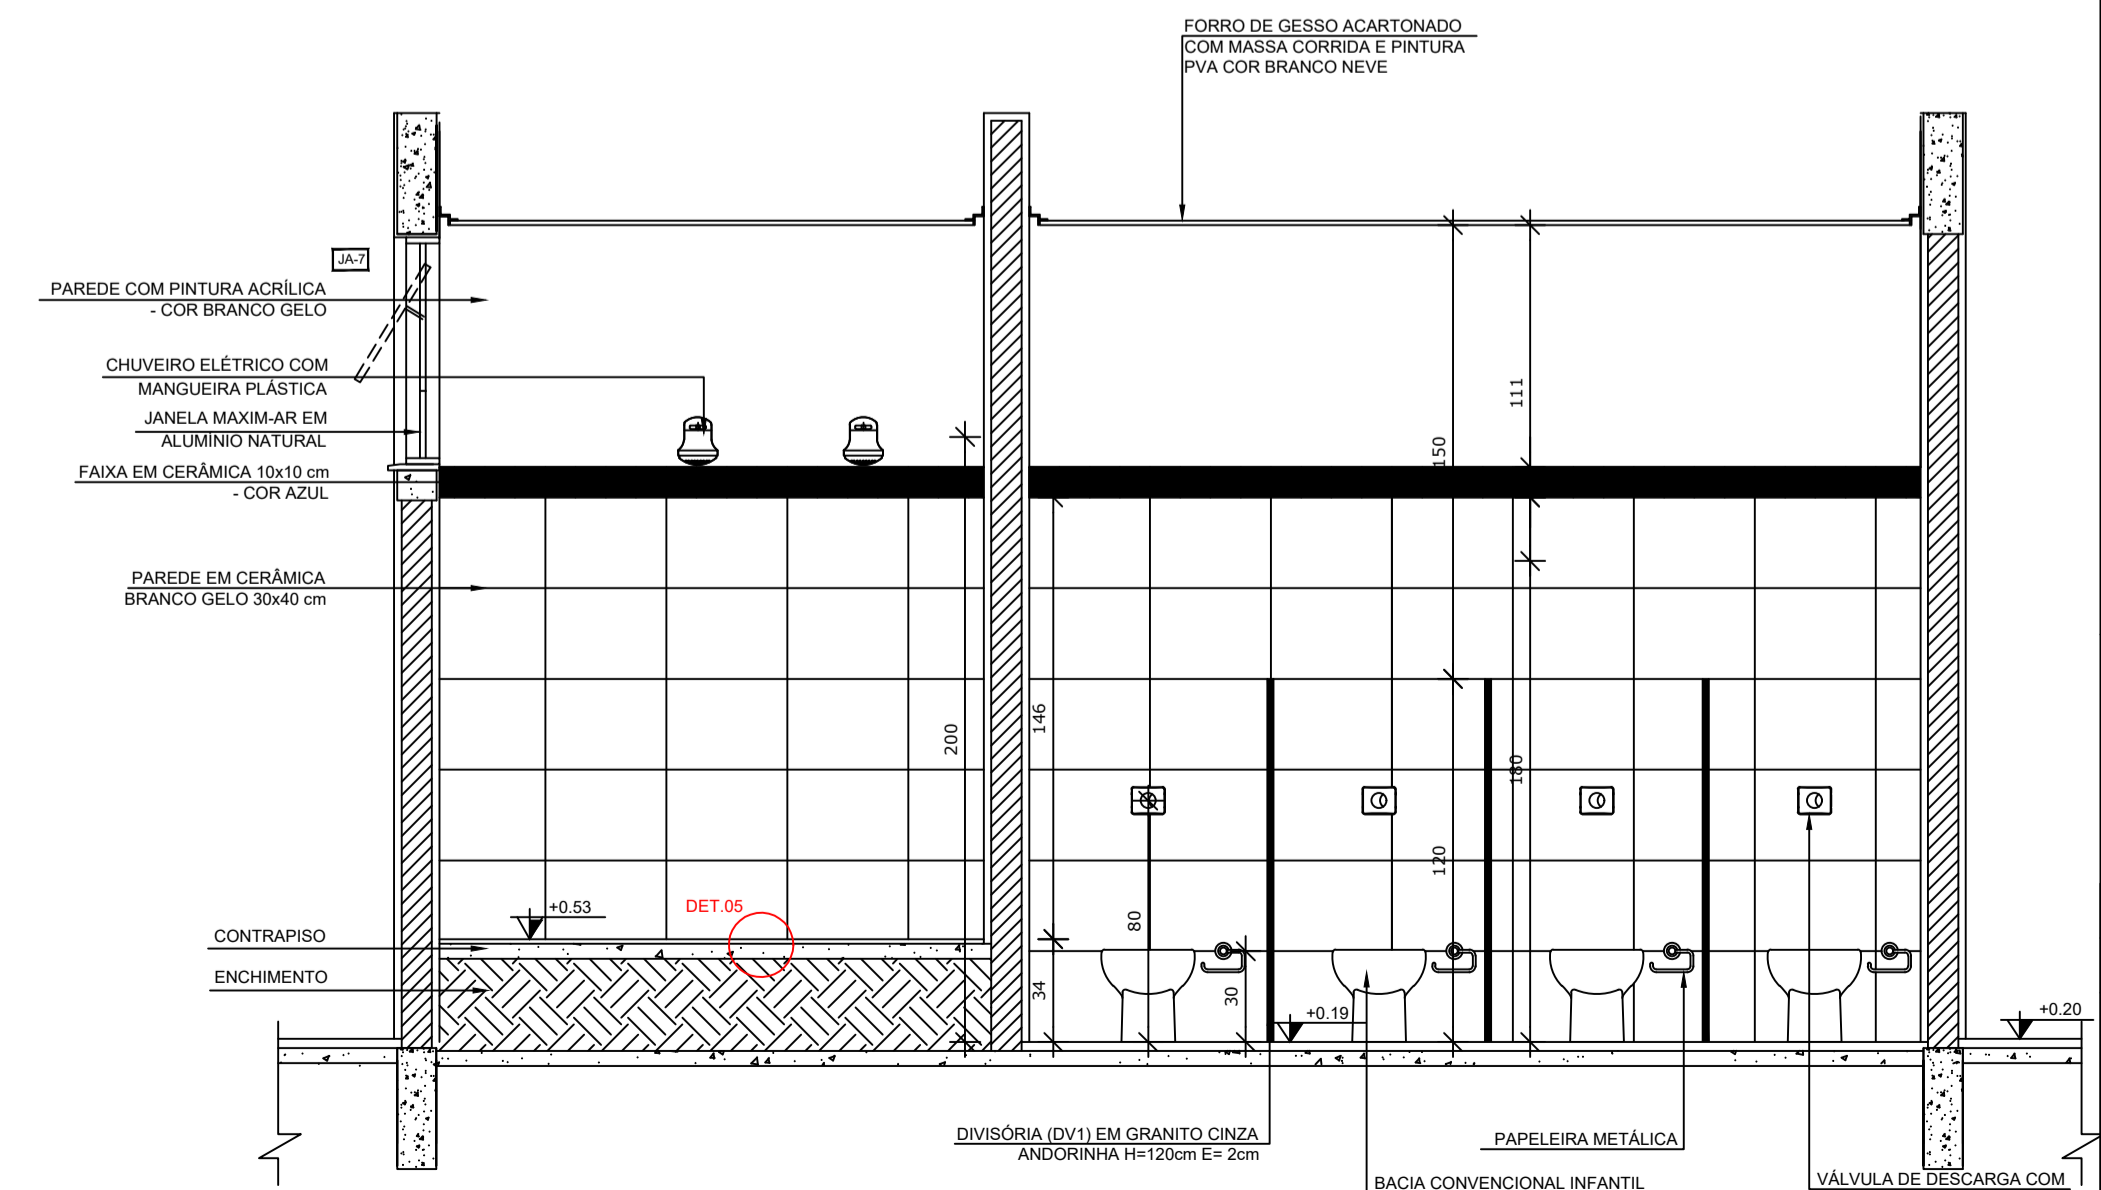 FORRO DE GESSO ACARTONADO
COM MASSA CORRIDA E PINTURA
PVA COR BRANCO NEVE
JA-7
PAREDE COM PINTURA ACRÍLICA
- COR BRANCO GELO
CHUVEIRO ELÉTRICO COM
MANGUEIRA PLÁSTICA
JANELA MAXIM-AR EM
ALUMÍNIO NATURAL
FAIXA EM CERÂMICA 10x10 cm
- COR AZUL
PAREDE EM CERÂMICA
BRANCO GELO 30x40 cm
CONTRAPISO
ENCHIMENTO
+0.53
DET.05
200
146
34
80
30
150
120
111
180
+0.19
+0.20
DIVISÓRIA (DV1) EM GRANITO CINZA
ANDORINHA H=120cm E= 2cm
PAPELEIRA METÁLICA
BACIA CONVENCIONAL INFANTIL
VÁLVULA DE DESCARGA COM